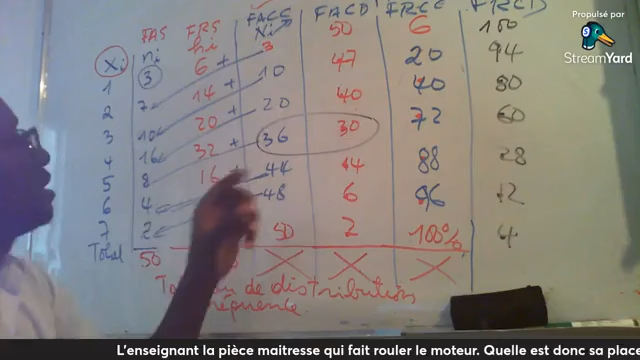 FAS FRS FACC FACD FRCC FRCD
Xi ni hi Ni 50 6 100
1 3 6 + 3 47 20 94
2 7 14 + 10 40 40 80
3 10 20 + 20 30 72 60
4 16 32 + 36 14 88 28
5 8 16 + 44 6 96 12
6 4 48 2 100% 4
7 2 50
Total 50
de distribution
fréquence
Propulsé par
StreamYard
L'enseignant la pièce maitresse qui fait rouler le moteur. Quelle est donc sa place